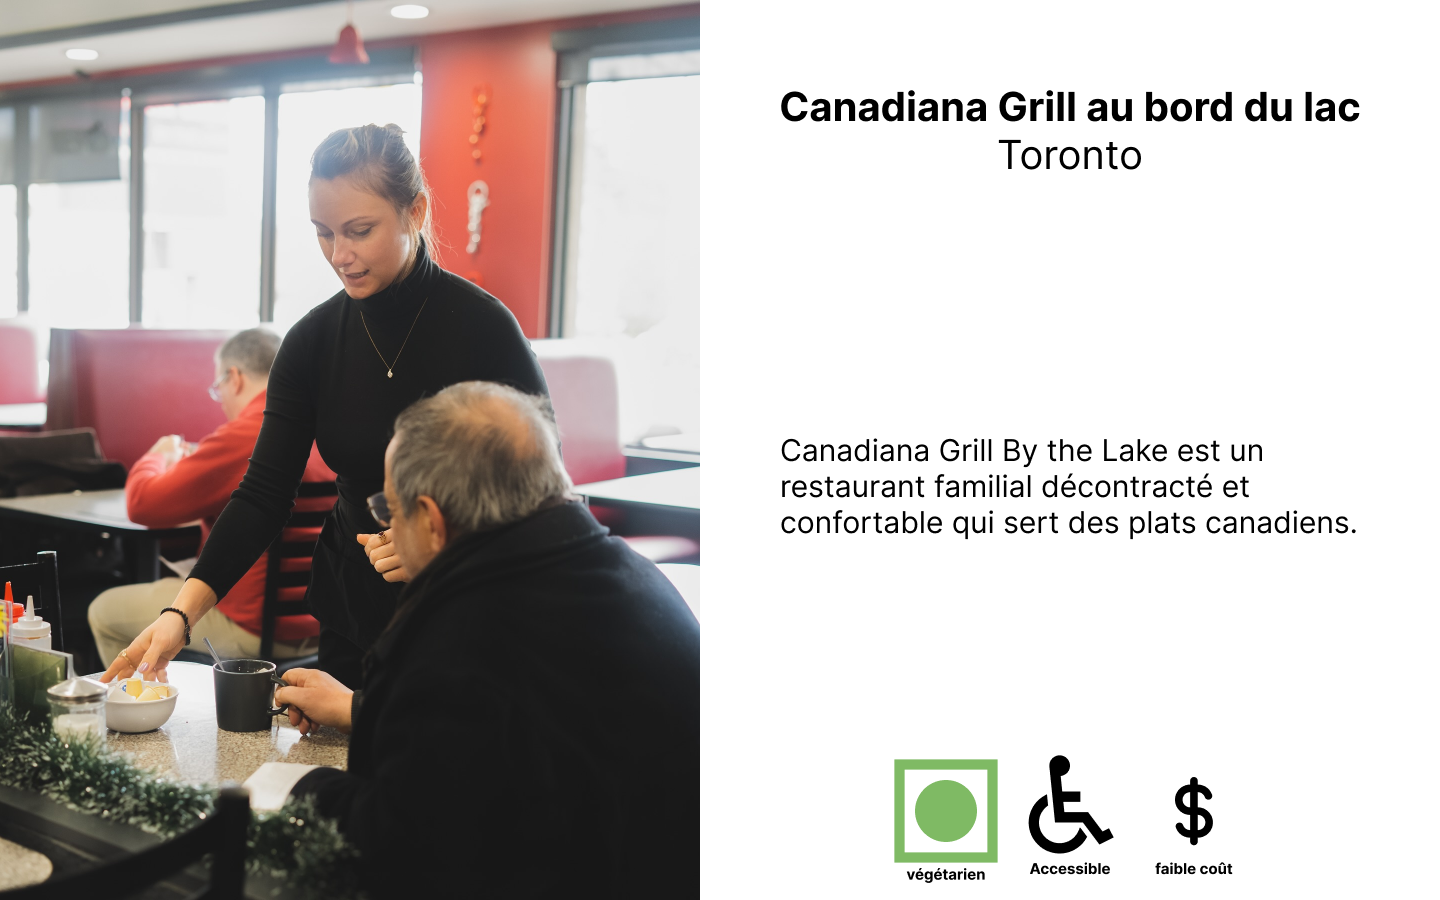 Canadiana Grill au bord du lac
Toronto
Canadiana Grill By the Lake est un
restaurant familial décontracté et
confortable qui sert des plats canadiens.
$
végétarien
Accessible
faible coût